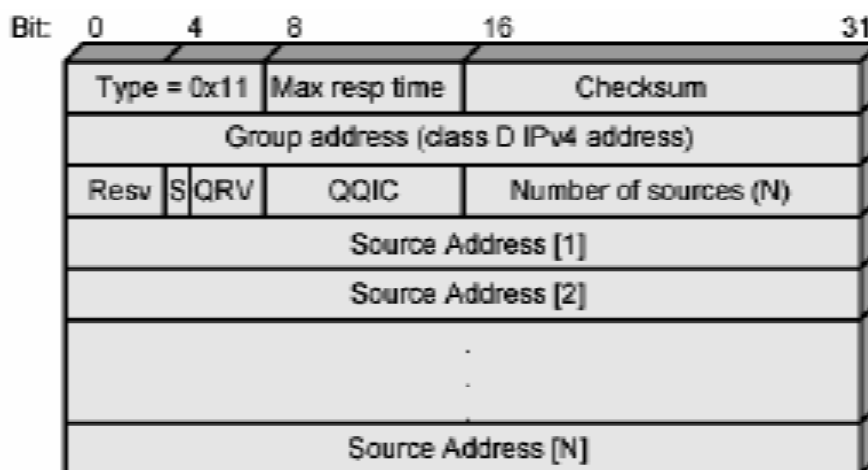 Bit: 0 4 8 16 31
Type = 0x11 Max resp time Checksum
Group address (class D IPv4 address)
Resv S QRV QQIC Number of sources (N)
Source Address [1]
Source Address [2]
.
.
.
Source Address [N]